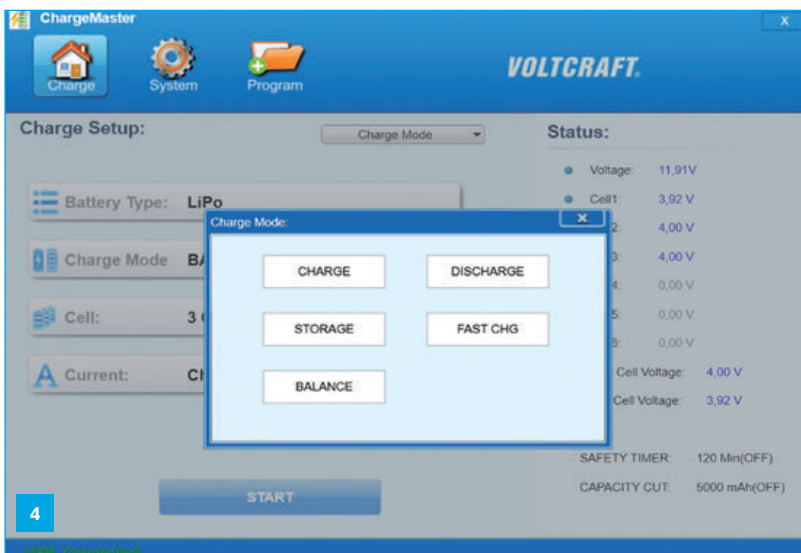 ChargeMaster
X
Charge
System
Program
VOLTCRAFT.
Charge Setup:
Charge Mode
Status:
Voltage: 11,91V
Battery Type: LiPo
Cell1: 3,92 V
Charge Mode:
2: 4,00 V
Charge Mode BA
3: 4,00 V
CHARGE
DISCHARGE
4: 0,00 V
Cell: 3
STORAGE
FAST CHG
5: 0,00 V
6: 0,00 V
Current: CH
BALANCE
Cell Voltage: 4,00 V
Cell Voltage: 3,92 V
SAFETY TIMER: 120 Min(OFF)
START
CAPACITY CUT: 5000 mAh(OFF)
4